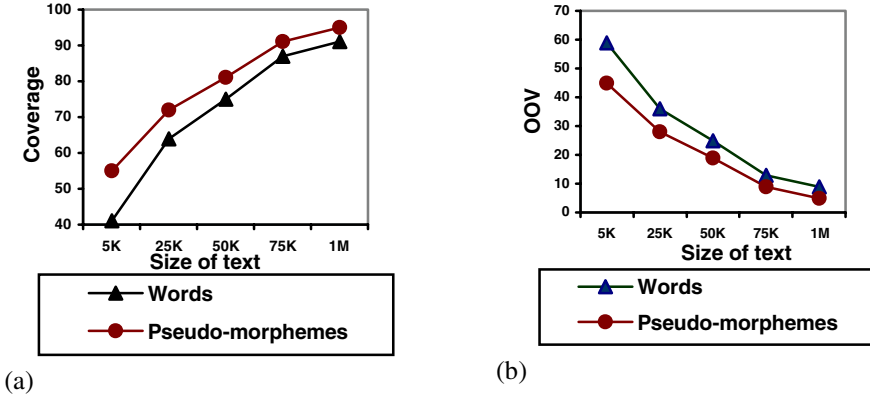 100
90
80
70
60
50
40
Coverage
5K 25K 50K 75K 1M
Size of text
Words
Pseudo-morphemes
(a)
70
60
50
40
30
20
10
0
OOV
5K 25K 50K 75K 1M
Size of text
Words
Pseudo-morphemes
(b)